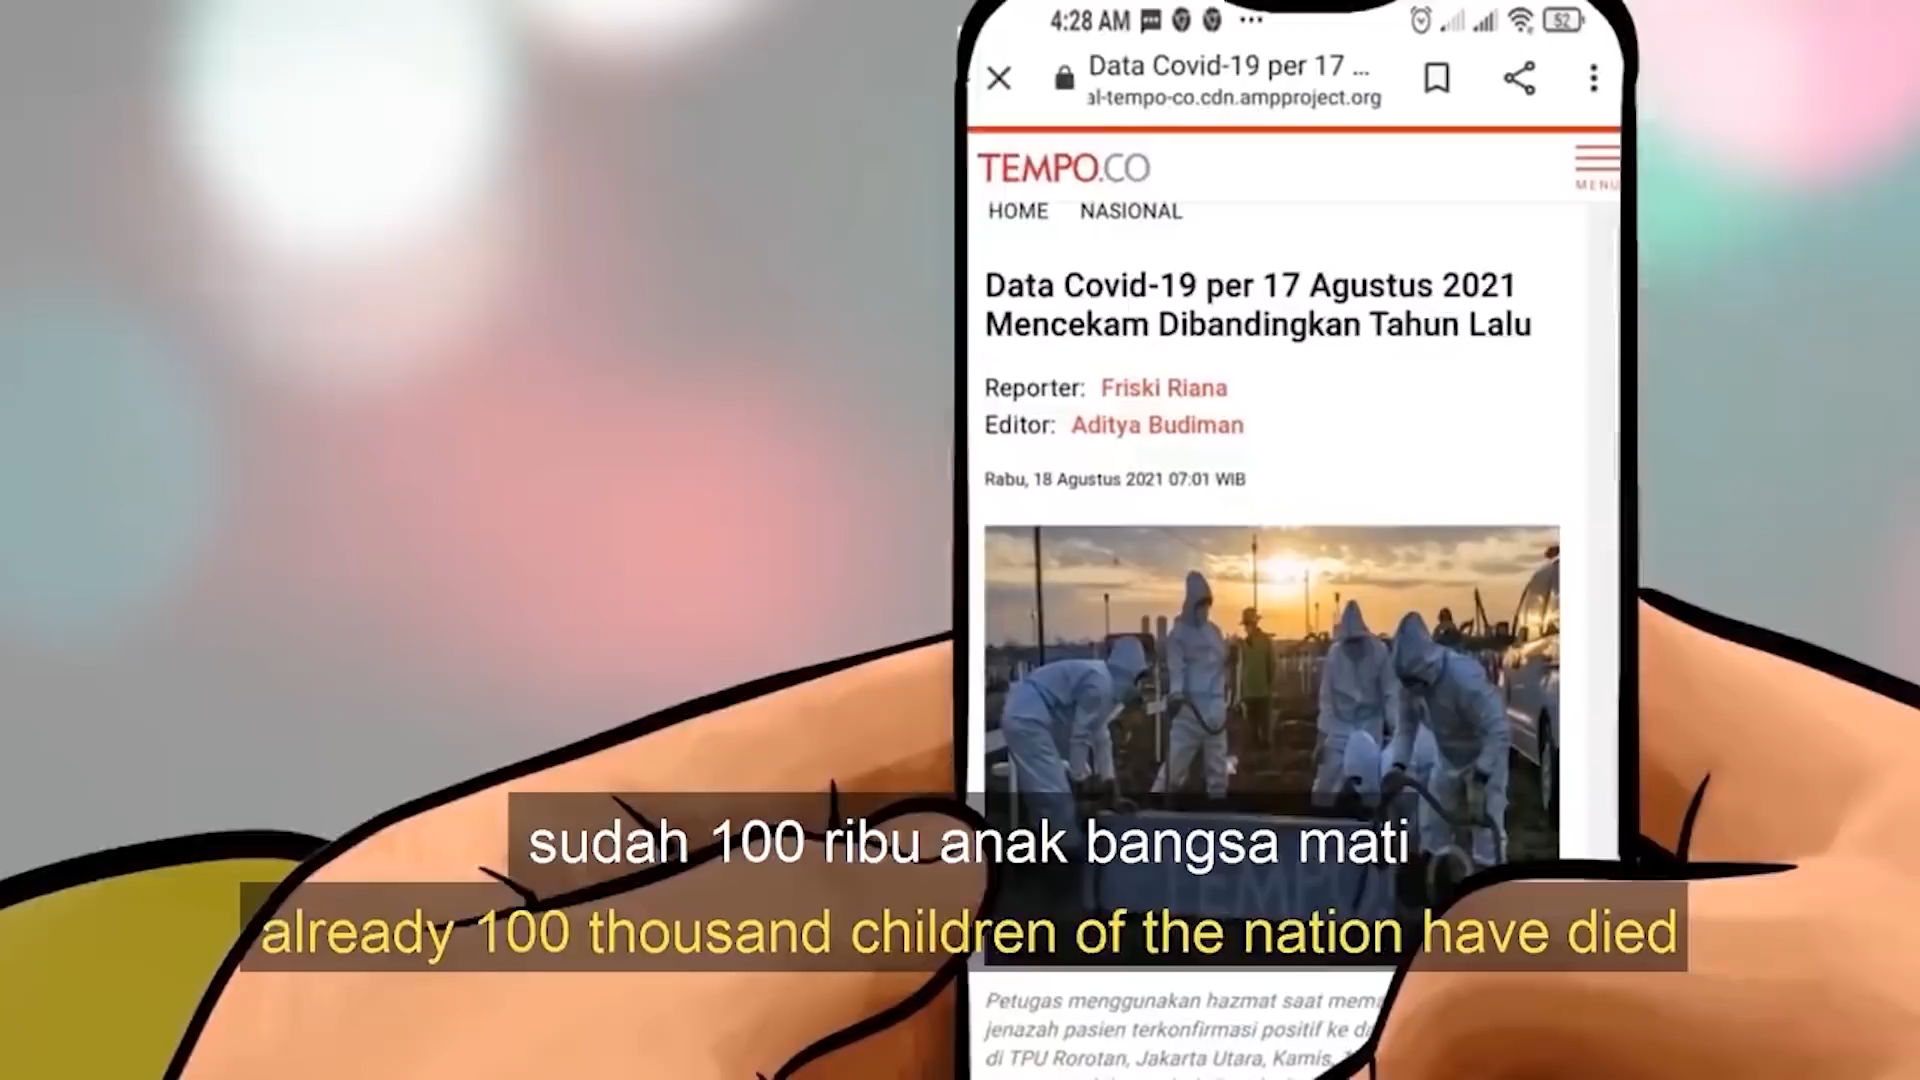 4:28 AM
52
Data Covid-19 per 17 ...
al-tempo-co.cdn.ampproject.org
TEMPO.CO
MENU
HOME NASIONAL
Data Covid-19 per 17 Agustus 2021
Mencekam Dibandingkan Tahun Lalu
Reporter: Friski Riana
Editor: Aditya Budiman
Rabu, 18 Agustus 2021 07:01 WIB
sudah 100 ribu anak bangsa mati
TEMPO
already 100 thousand children of the nation have died
Petugas menggunakan hazmat saat
jenazah pasien terkonfirmasi positif ke
di TPU Rorotan, Jakarta Utara, Kamis,